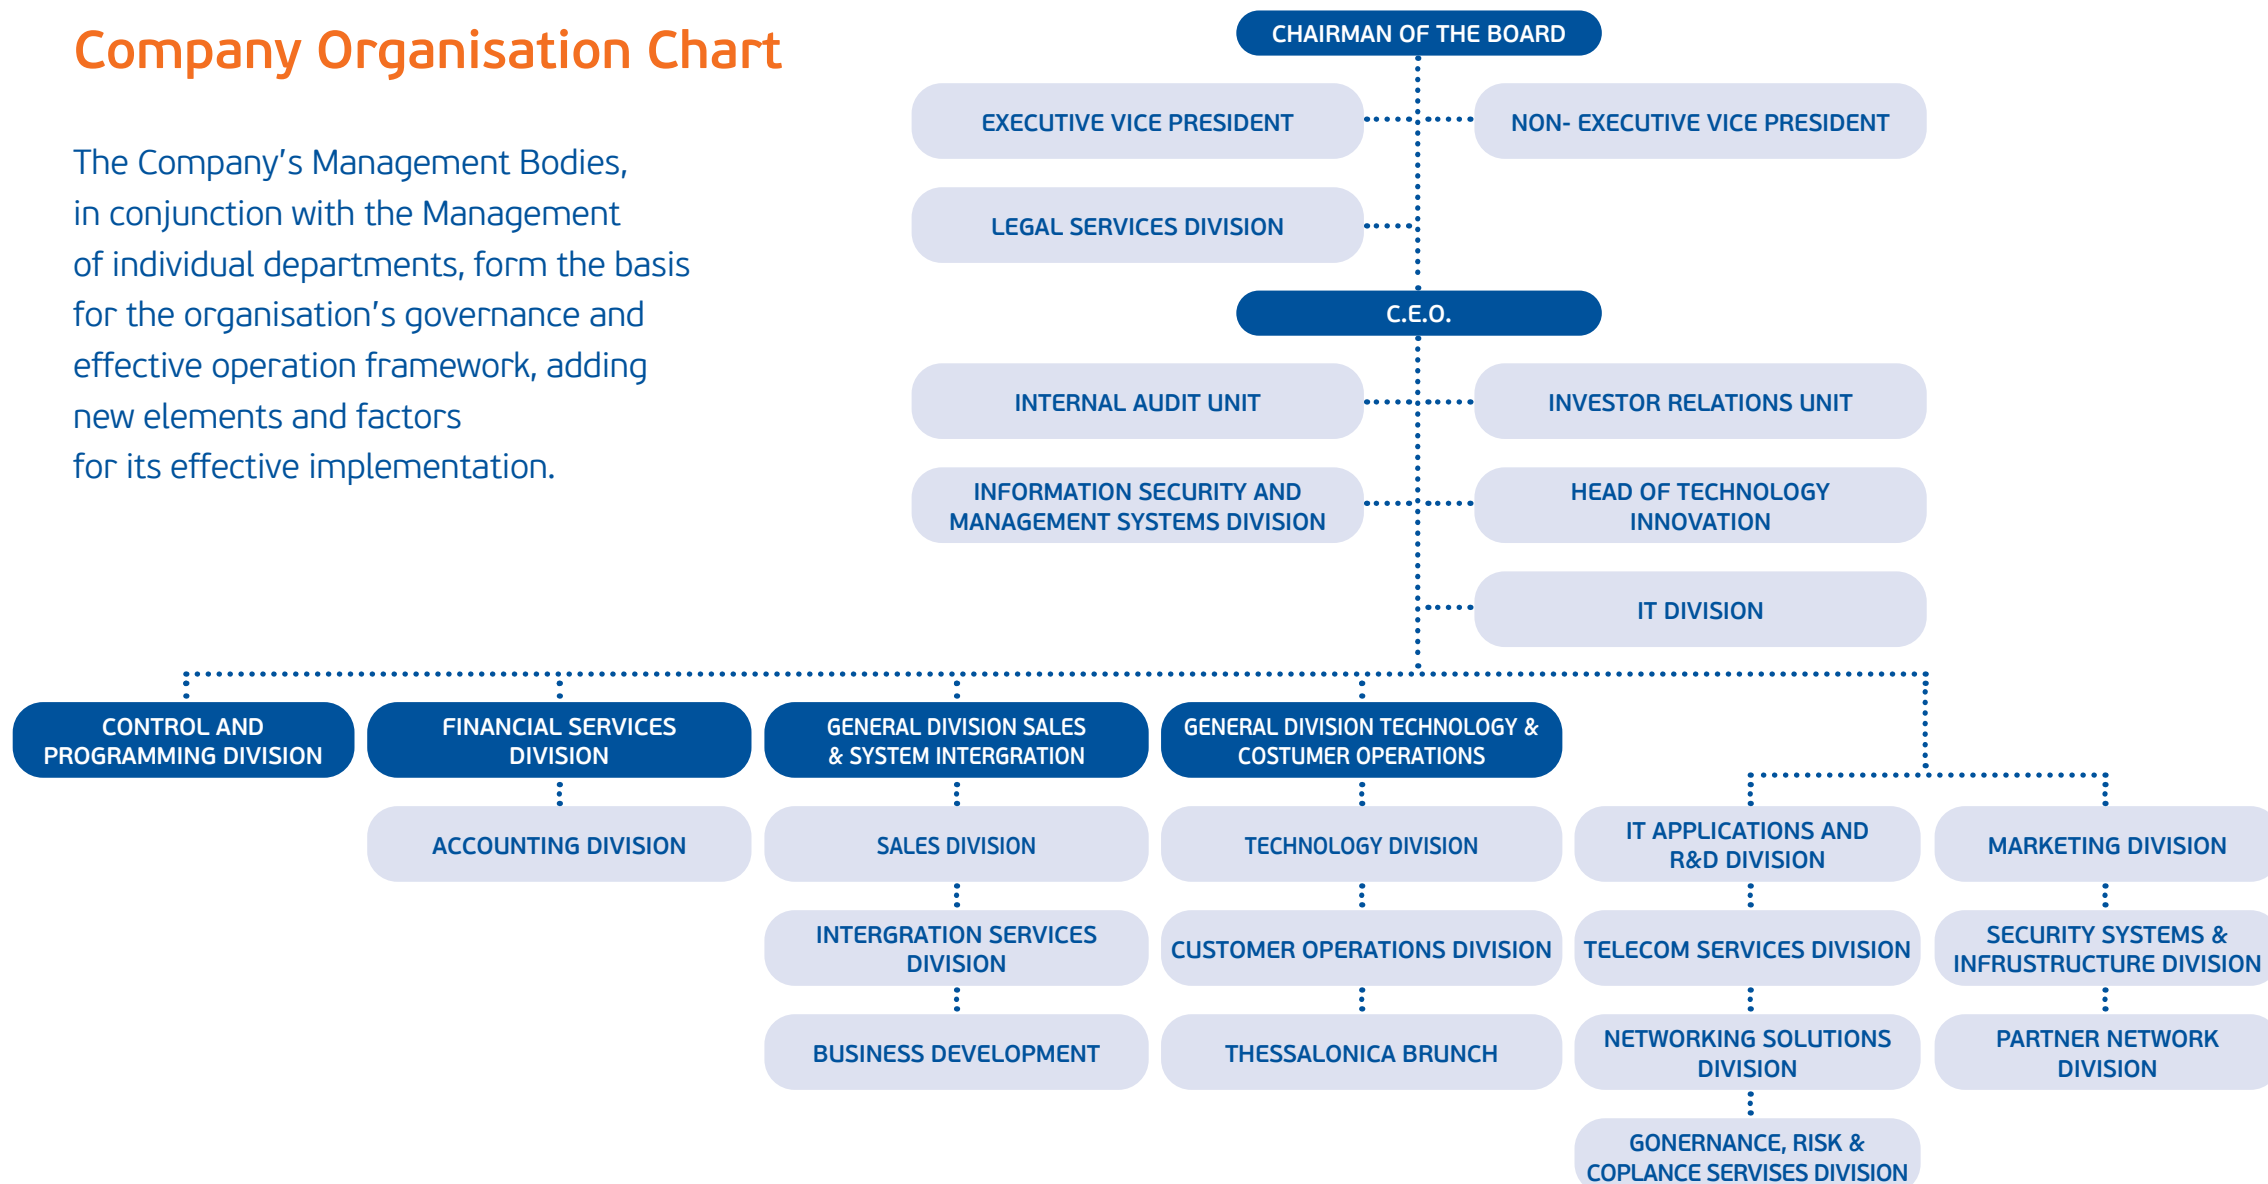 Company Organisation Chart
The Company's Management Bodies,
in conjunction with the Management
of individual departments, form the basis
for the organisation's governance and
effective operation framework, adding
new elements and factors
for its effective implementation.
CHAIRMAN OF THE BOARD
EXECUTIVE VICE PRESIDENT
NON- EXECUTIVE VICE PRESIDENT
LEGAL SERVICES DIVISION
C.E.O.
INTERNAL AUDIT UNIT
INVESTOR RELATIONS UNIT
INFORMATION SECURITY AND
MANAGEMENT SYSTEMS DIVISION
HEAD OF TECHNOLOGY
INNOVATION
IT DIVISION
CONTROL AND
PROGRAMMING DIVISION
FINANCIAL SERVICES
DIVISION
GENERAL DIVISION SALES
& SYSTEM INTERGRATION
GENERAL DIVISION TECHNOLOGY &
COSTUMER OPERATIONS
ACCOUNTING DIVISION
SALES DIVISION
TECHNOLOGY DIVISION
IT APPLICATIONS AND
R&D DIVISION
MARKETING DIVISION
INTERGRATION SERVICES
DIVISION
CUSTOMER OPERATIONS DIVISION
TELECOM SERVICES DIVISION
SECURITY SYSTEMS &
INFRUSTRUCTURE DIVISION
BUSINESS DEVELOPMENT
THESSALONICA BRUNCH
NETWORKING SOLUTIONS
DIVISION
PARTNER NETWORK
DIVISION
GONERNANCE, RISK &
COPLANCE SERVISES DIVISION